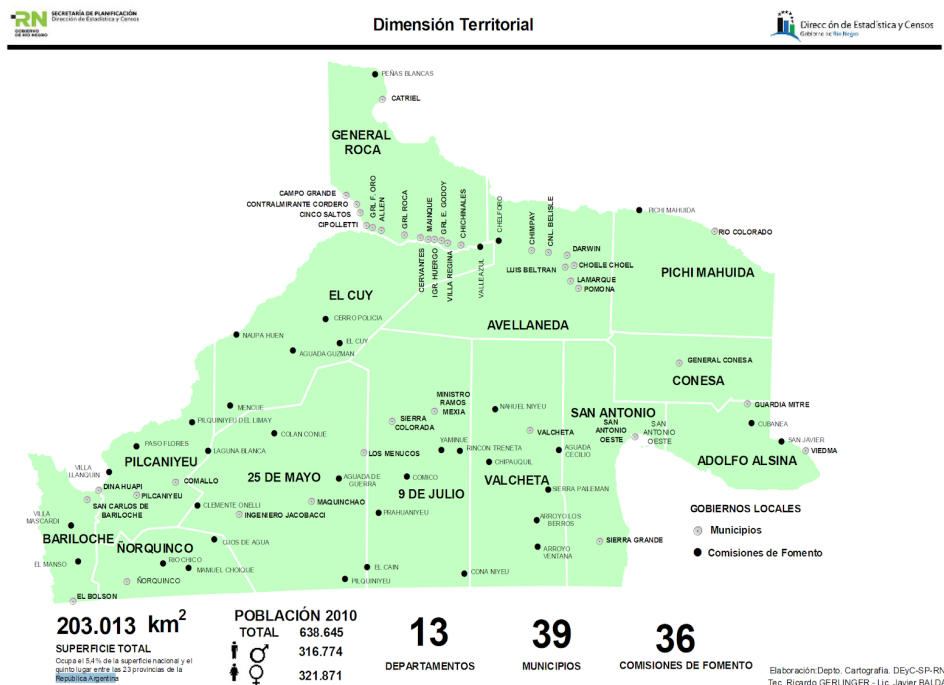 RN
GOBIERNO
DE RIO NEGRO
SECRETARÍA DE PLANIFICACIÓN
Dirección de Estadística y Censos
Dimensión Territorial
Dirección de Estadística y Censos
Gobierno de Río Negro
PEÑAS BLANCAS
CATRIEL
GENERAL
ROCA
CAMPO GRANDE
CONTRALMIRANTE CORDERO
CINCO SALTOS
CIPOLLETTI
GRL F. ORO
ALLEN
GRL ROCA
MAINQUE
GRL E. GODOY
CHICHINALES
CERVANTES
IGR. HUERGO
VILLA REGINA
VALLE AZUL
CHELFORO
CHIMPAY
CNL. BELISLE
DARWIN
LUIS BELTRAN
CHOELE CHOEL
LAMARQUE
POMONA
PICHI MAHUIDA
RIO COLORADO
PICHI MAHUIDA
EL CUY
CERRO POLICIA
NAUPA HUEN
EL CUY
AGUADA GUZMAN
AVELLANEDA
GENERAL CONESA
CONESA
GUARDIA MITRE
CUBANEA
SAN JAVIER
VIEDMA
ADOLFO ALSINA
MENCUE
PILQUINIYEU DEL LIMAY
COLAN CONUE
PASO FLORES
LAGUNA BLANCA
VILLA
LLANQUIN
PILCANIYEU
COMALLO
DINA HUAPI
PILCANIYEU
SAN CARLOS DE
BARILOCHE
VILLA
MASCARDI
BARILOCHE
EL MANSO
EL BOLSON
ÑORQUINCO
RIO CHICO
MAMUEL CHOIQUE
ÑORQUINCO
OJOS DE AGUA
CLEMENTE ONELLI
INGENIERO JACOBACCI
25 DE MAYO
MAQUINCHAO
AGUADA DE
GUERRA
LOS MENUCOS
PILQUINIYEU
EL CAIN
SIERRA
COLORADA
MINISTRO
RAMOS
MEXIA
YAMINUE
COMICO
9 DE JULIO
PRAHUANIYEU
CONA NIYEU
NAHUEL NIYEU
VALCHETA
RINCON TRENETA
CHIPAUQUIL
AGUADA
CECILIO
VALCHETA
SIERRA PAILEMAN
ARROYO LOS
BERROS
ARROYO
VENTANA
SAN ANTONIO
SAN
ANTONIO
OESTE
SAN
ANTONIO
OESTE
SIERRA GRANDE
GOBIERNOS LOCALES
Municipios
Comisiones de Fomento
203.013 km2
SUPERFICIE TOTAL
Ocupa el 5,4% de la superficie nacional y el
quinto lugar entre las 23 provincias de la
República Argentina
POBLACIÓN 2010
TOTAL 638.645
316.774
321.871
13
DEPARTAMENTOS
39
MUNICIPIOS
36
COMISIONES DE FOMENTO
Elaboración:Depto. Cartografía. DEyC-SP-RN
Tec. Ricardo GERLINGER - Lic. Javier BALDA